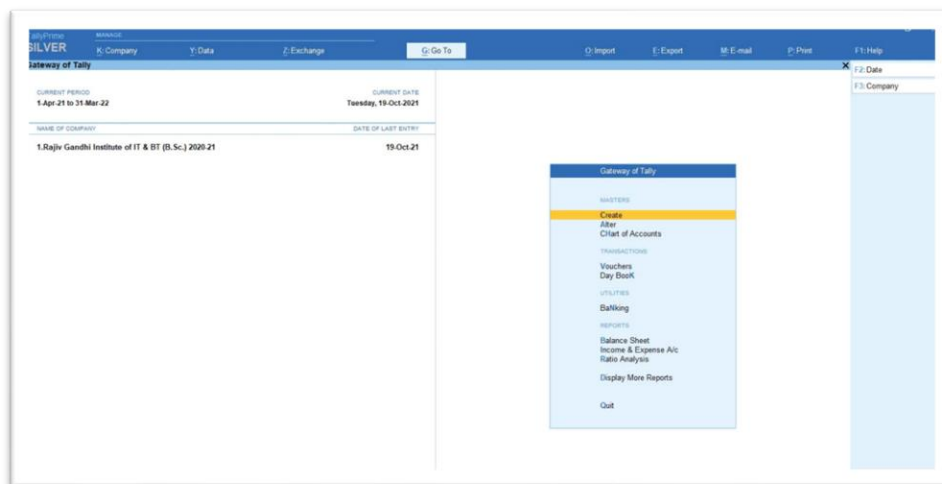 TallyPrime MANAGE
SILVER K: Company Y: Data Z: Exchange G: Go To O: Import E: Export M: E-mail P: Print F1: Help
Gateway of Tally X F2: Date
CURRENT PERIOD CURRENT DATE F3: Company
1-Apr-21 to 31-Mar-22 Tuesday, 19-Oct-2021
NAME OF COMPANY DATE OF LAST ENTRY
1.Rajiv Gandhi Institute of IT & BT (B.Sc.) 2020-21 19-Oct-21
Gateway of Tally
MASTERS
Create
Alter
CHart of Accounts
TRANSACTIONS
Vouchers
Day BooK
UTILITIES
BaNking
REPORTS
Balance Sheet
Income & Expense A/c
Ratio Analysis
Display More Reports
Quit